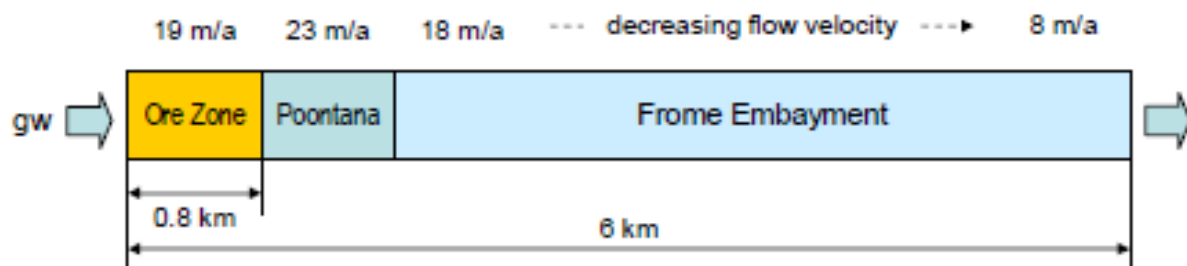 19 m/a 23 m/a 18 m/a decreasing flow velocity 8 m/a
gw Ore Zone Poontana Frome Embayment
0.8 km
6 km